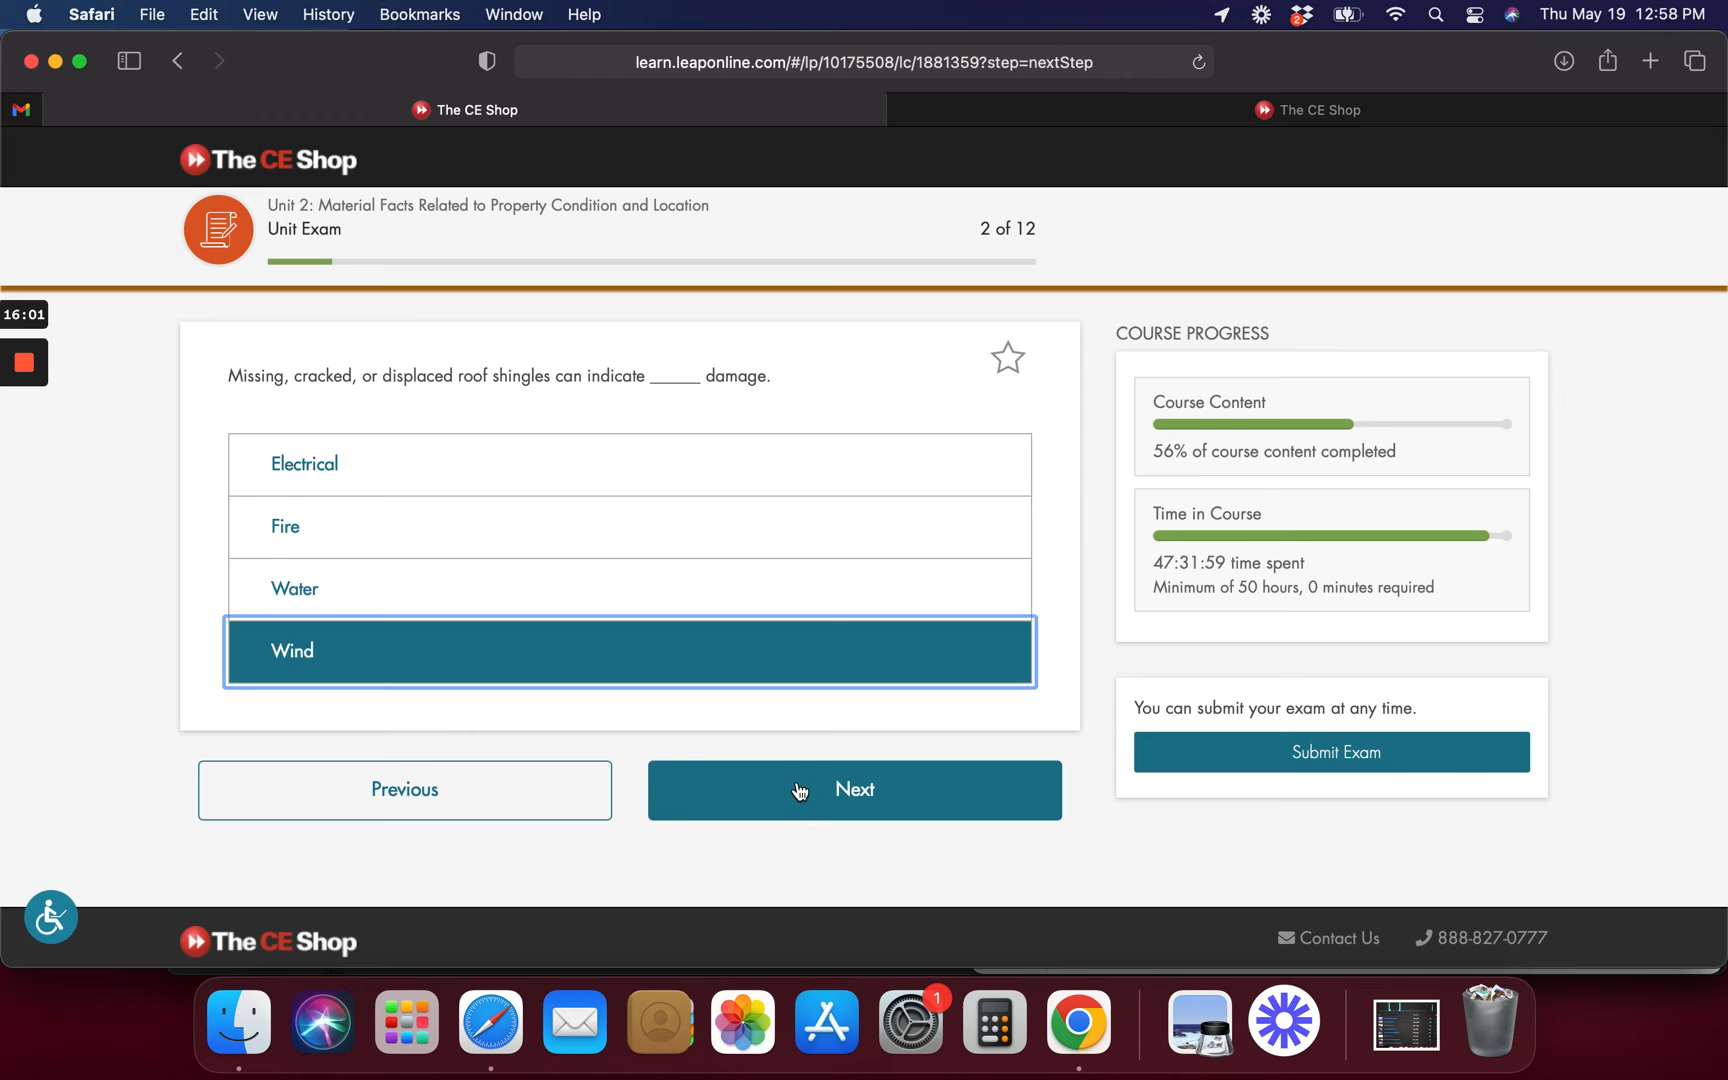 Safari File Edit View History Bookmarks Window Help
2
Thu May 19 12:58 PM
learn.leaponline.com/#/lp/10175508/lc/1881359?step=nextStep
The CE Shop
The CE Shop
The CE Shop
Unit 2: Material Facts Related to Property Condition and Location
Unit Exam
2 of 12
16:01
Missing, cracked, or displaced roof shingles can indicate ______ damage.
Electrical
Fire
Water
Wind
Previous
Next
COURSE PROGRESS
Course Content
56% of course content completed
Time in Course
47:31:59 time spent
Minimum of 50 hours, 0 minutes required
You can submit your exam at any time.
Submit Exam
The CE Shop
Contact Us
888-827-0777
1